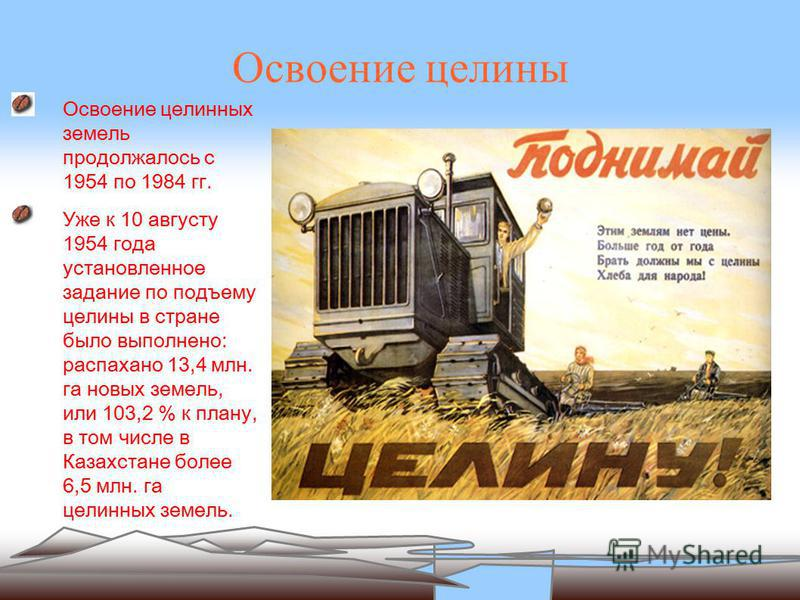 Освоение целины
Освоение целинных
земель
продолжалось с
1954 по 1984 гг.
Уже к 10 августу
1954 года
установленное
задание по подъему
целины в стране
было выполнено:
распахано 13,4 млн.
га новых земель,
или 103,2 % к плану,
в том числе в
Казахстане более
6,5 млн. га
целинных земель.
Поднимай
Этим землям нет цены.
Больше год от года
Брать должны мы с целины
Хлеба для народа!
ЦЕЛИНУ!
MyShared